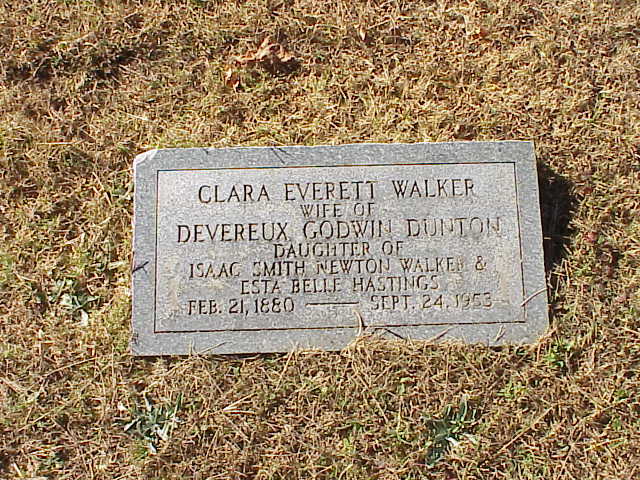 CLARA EVERETT WALKER
WIFE OF
DEVEREUX GODWIN DUNTON
DAUGHTER OF
ISAAC SMITH NEWTON WALKER &
ESTA BELLE HASTINGS
FEB. 21, 1880 —— SEPT. 24, 1953